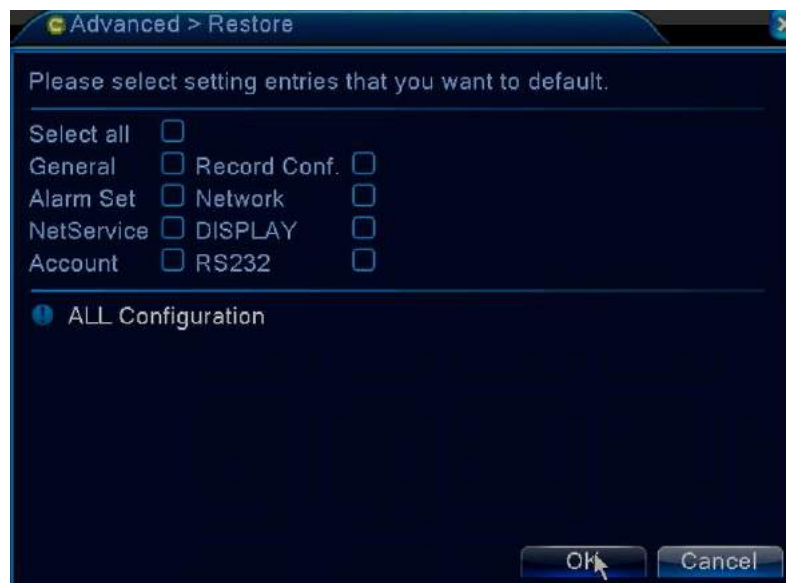 Advanced > Restore
Please select setting entries that you want to default.
Select all
General Record Conf.
Alarm Set Network
NetService DISPLAY
Account RS232
ALL Configuration
OK Cancel